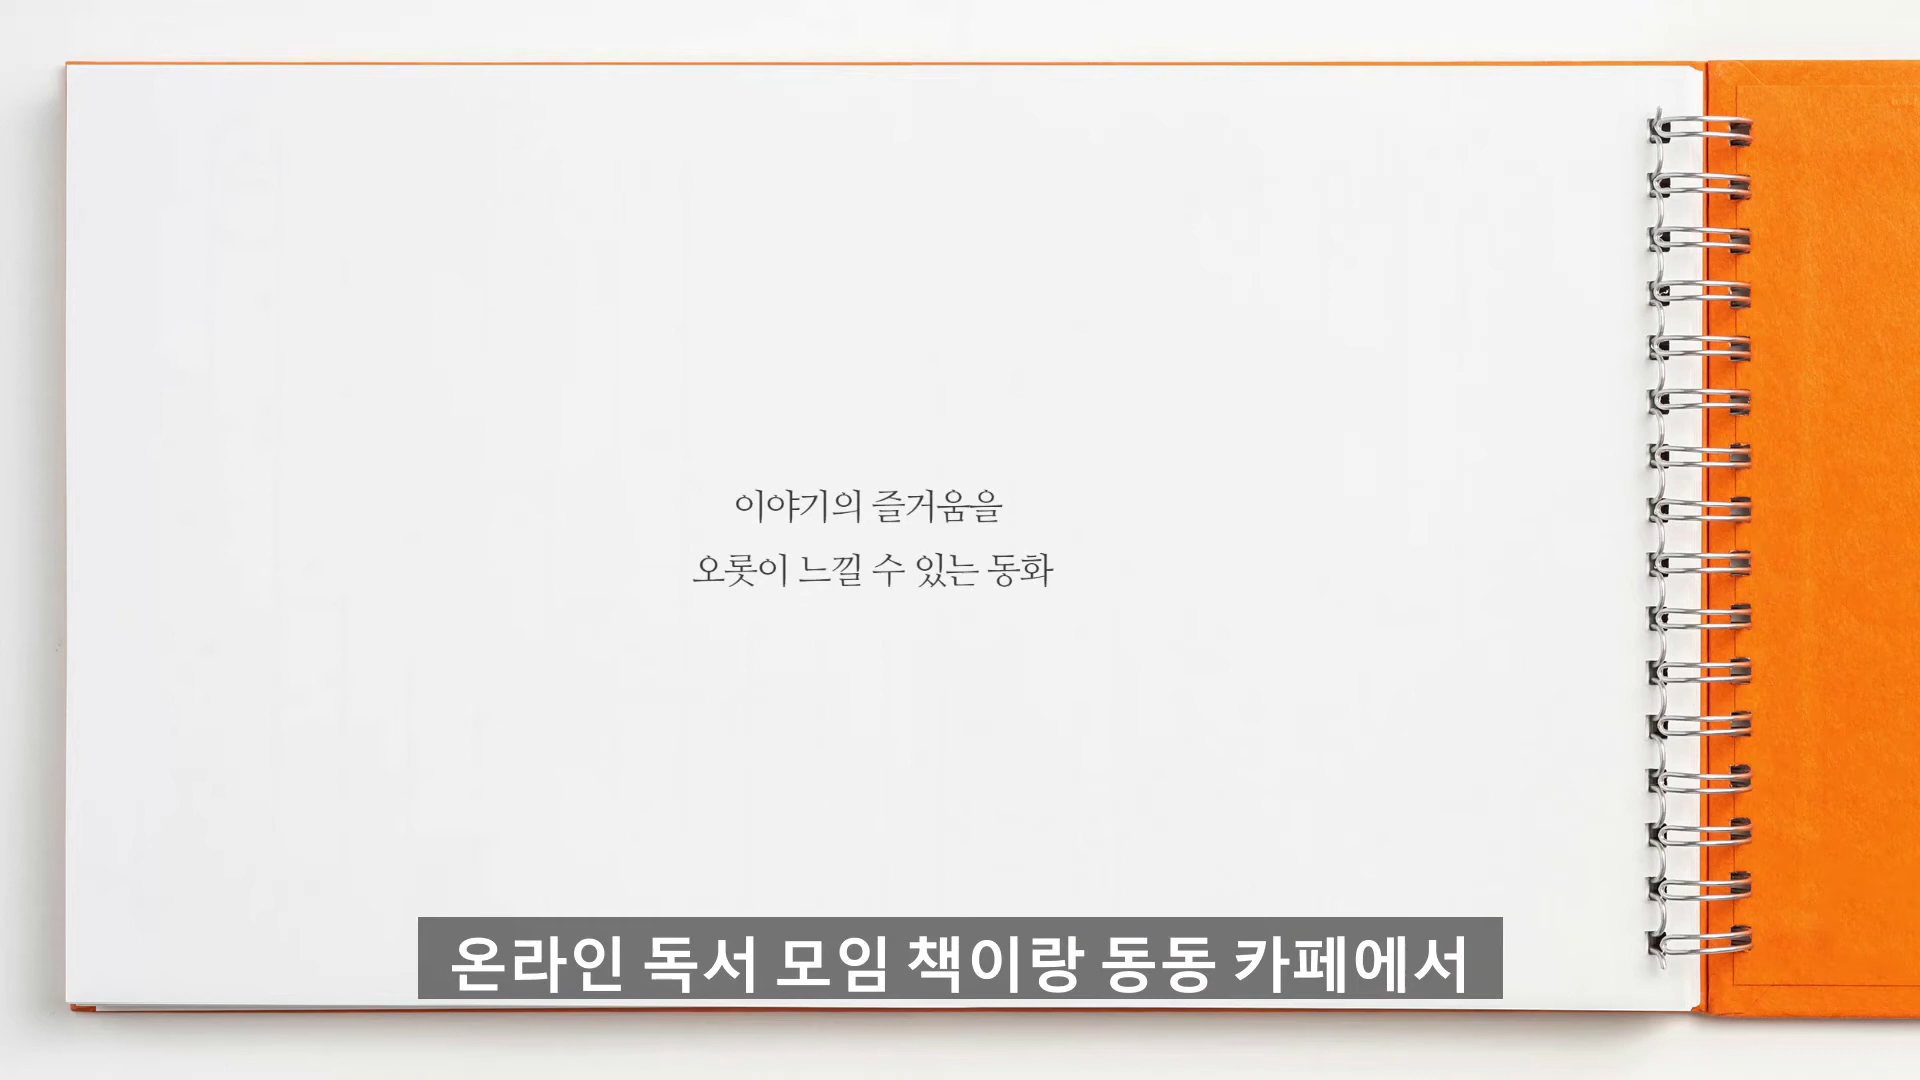 이야기의 즐거움을
오롯이 느낄 수 있는 동화
온라인 독서 모임 책이랑 동동 카페에서